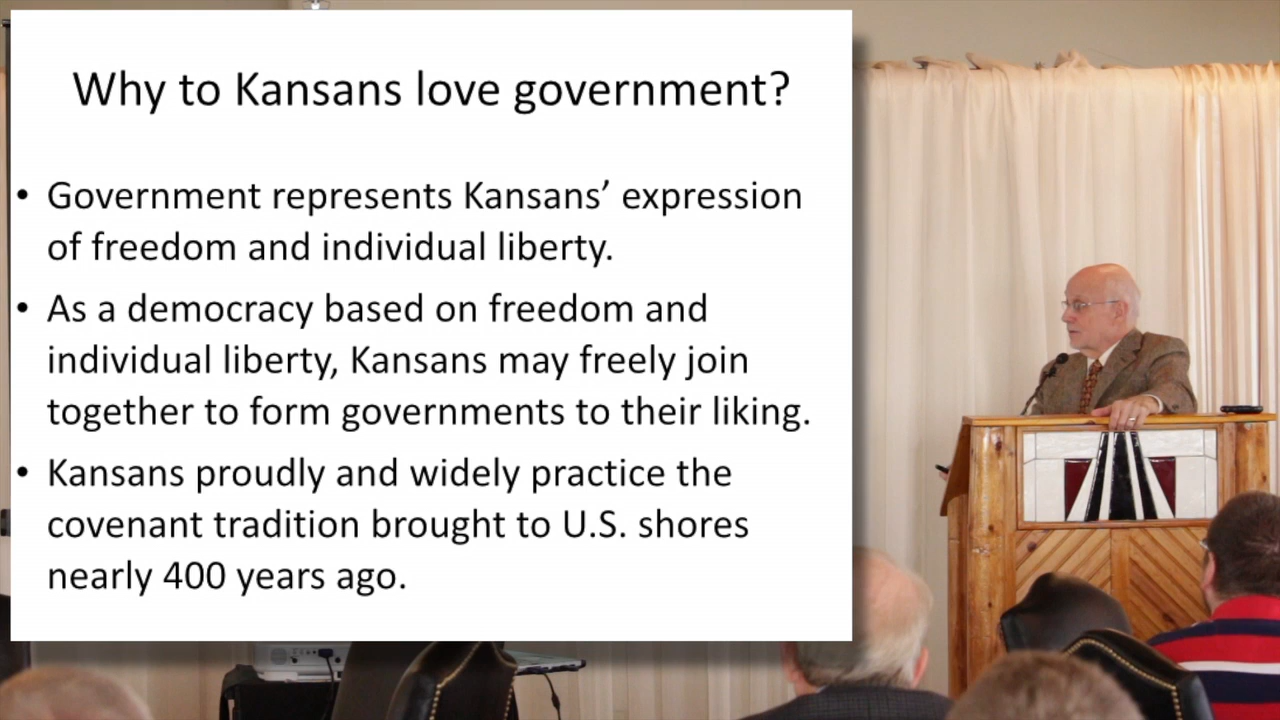 Why to Kansans love government?
• Government represents Kansans’ expression
of freedom and individual liberty.
• As a democracy based on freedom and
individual liberty, Kansans may freely join
together to form governments to their liking.
• Kansans proudly and widely practice the
covenant tradition brought to U.S. shores
nearly 400 years ago.